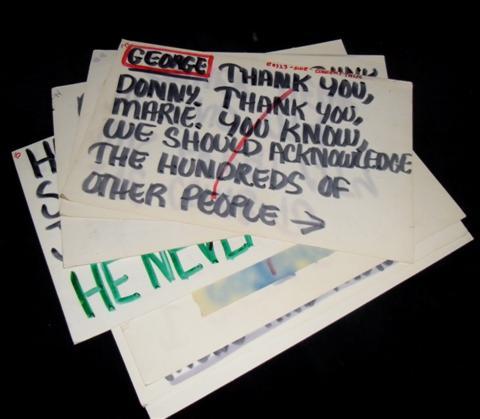 GEORGE THANK YOU,
DONNY. THANK YOU,
MARIE. YOU KNOW,
WE SHOULD ACKNOWLEDGE
THE HUNDREDS OF
OTHER PEOPLE →
HE NEVE